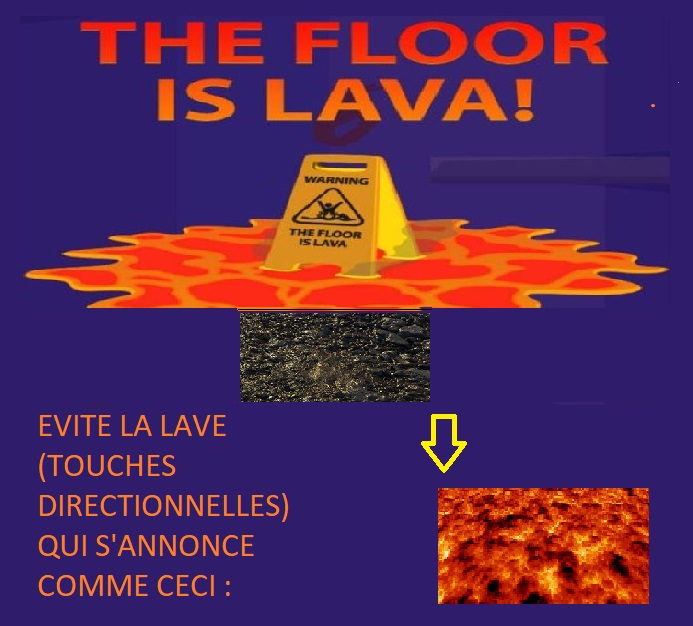 THE FLOOR
IS LAVA!
WARNING
THE FLOOR
IS LAVA
EVITE LA LAVE
(TOUCHES
DIRECTIONNELLES)
QUI S'ANNONCE
COMME CECI :